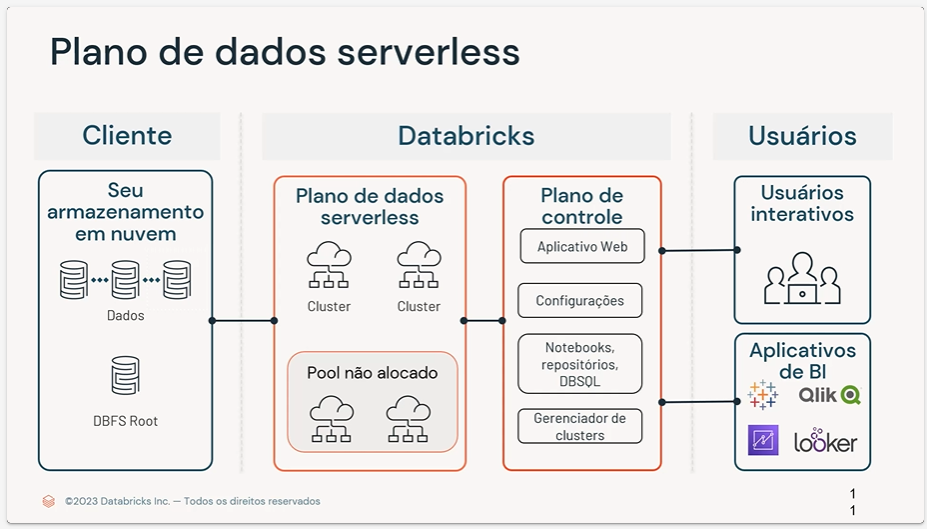 Plano de dados serverless
Cliente
Databricks
Usuários
Seu
armazenamento
em nuvem
Dados
DBFS Root
Plano de dados
serverless
Cluster
Cluster
Pool não alocado
Plano de
controle
Aplicativo Web
Configurações
Notebooks,
repositórios,
DBSQL
Gerenciador de
clusters
Usuários
interativos
Aplicativos
de BI
Qlik
looker
©2023 Databricks Inc. — Todos os direitos reservados
1
1